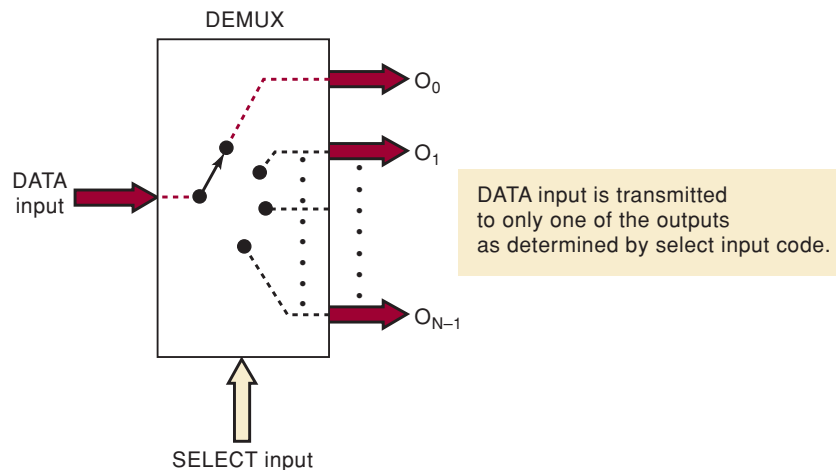 DEMUX
O₀
O₁
DATA
input
DATA input is transmitted
to only one of the outputs
as determined by select input code.
O_N–1
SELECT input